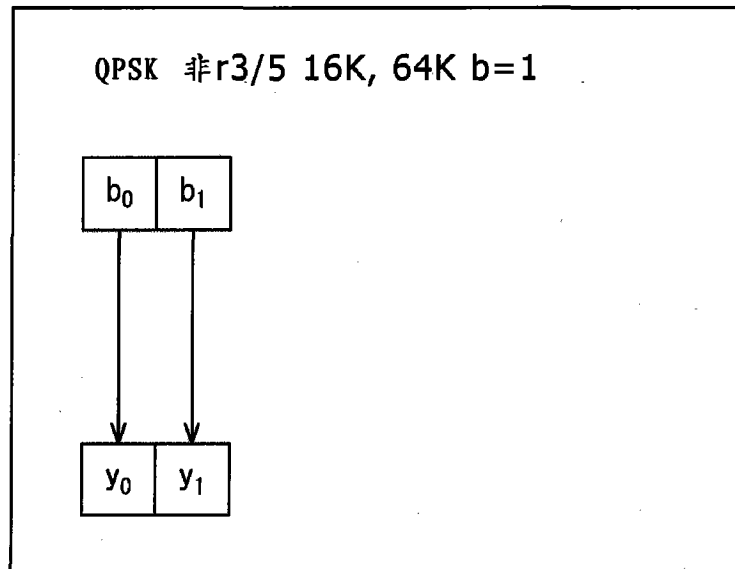 QPSK 非r3/5 16K, 64K b=1
b₀ b₁
y₀ y₁